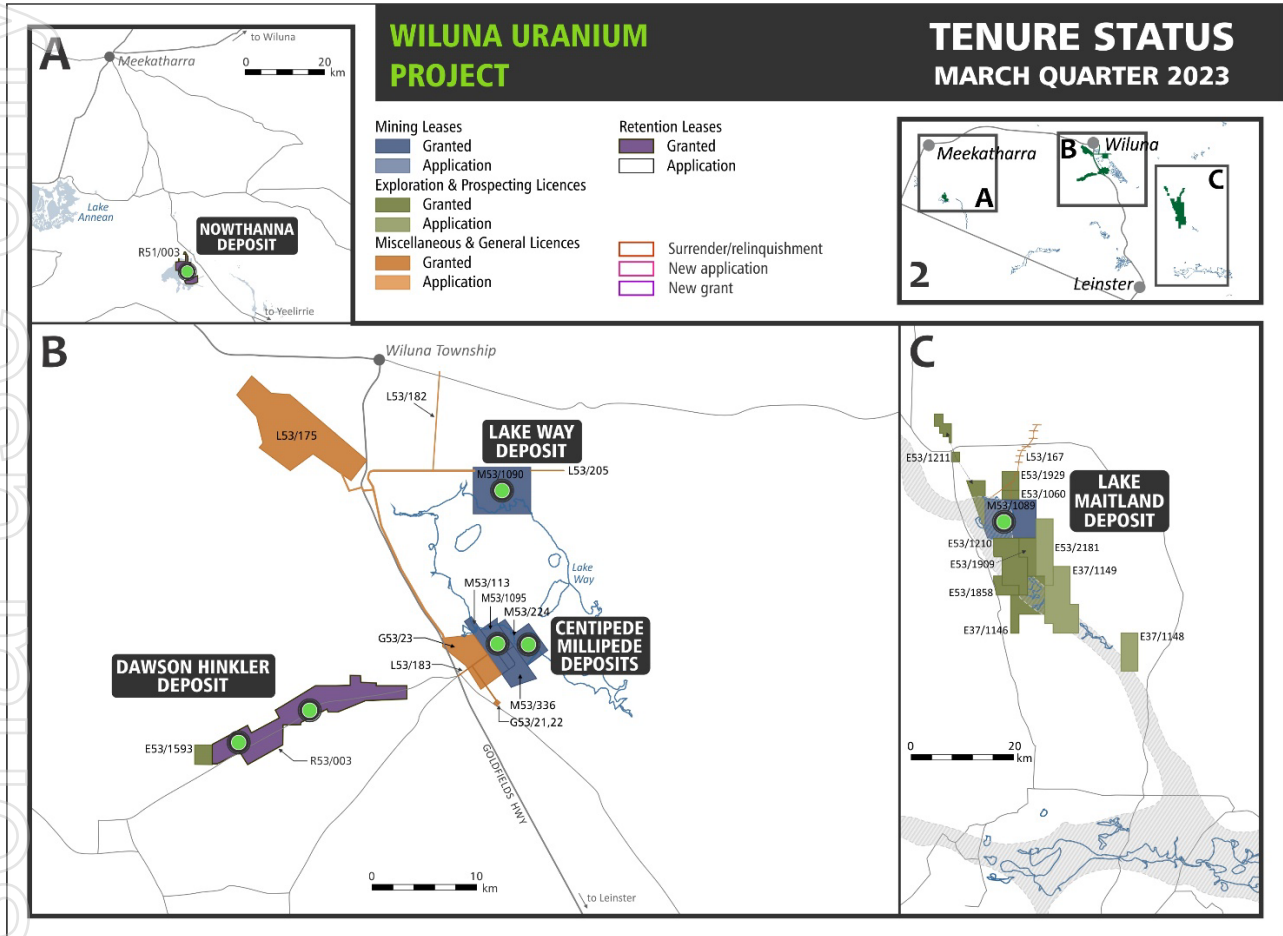 WILUNA URANIUM
PROJECT
TENURE STATUS
MARCH QUARTER 2023
A
to Wiluna
Meekatharra
0 20
km
Lake
Annean
NOWTHANNA
DEPOSIT
R51/003
to Yeelirrie
Mining Leases
Granted
Application
Exploration & Prospecting Licences
Granted
Application
Miscellaneous & General Licences
Granted
Application
Retention Leases
Granted
Application
Surrender/relinquishment
New application
New grant
Meekatharra
B
Wiluna
A
C
2
Leinster
B
Wiluna Township
L53/182
L53/175
LAKE WAY
DEPOSIT
M53/1090
L53/205
Lake
Way
M53/113
M53/1095
M53/224
G53/23
CENTIPEDE
MILLIPEDE
DEPOSITS
L53/183
M53/336
G53/21,22
DAWSON HINKLER
DEPOSIT
E53/1593
R53/003
GOLDFIELDS HWY
0 10
km
to Leinster
C
E53/1211
L53/167
E53/1929
E53/1060
LAKE
MAITLAND
DEPOSIT
M53/1089
E53/1210
E53/2181
E53/1909
E37/1149
E53/1858
E37/1146
E37/1148
0 20
km